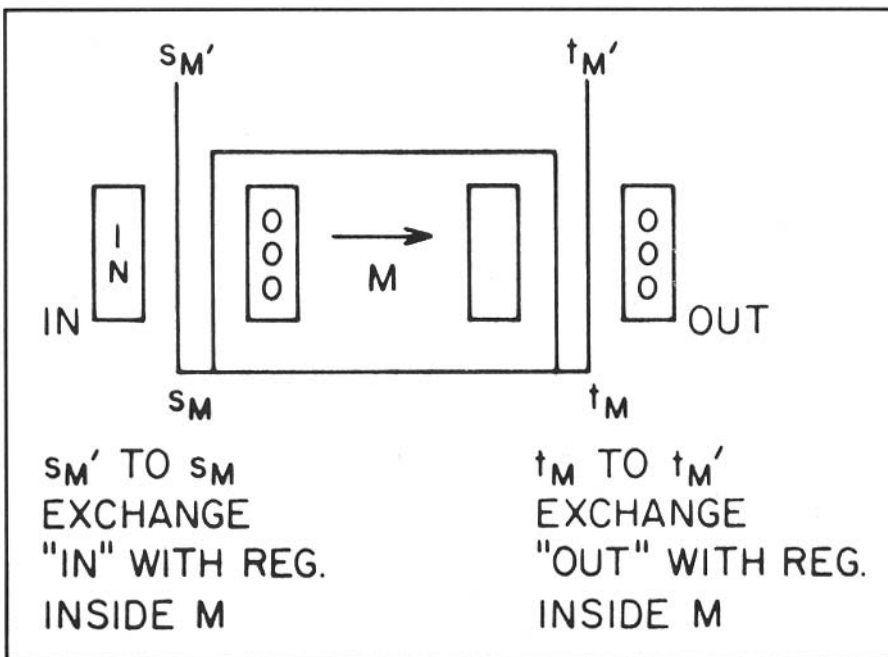 sM′ tM′
I
N
O
O
O
M
O
O
O
IN
OUT
sM tM
sM′ TO sM
EXCHANGE
"IN" WITH REG.
INSIDE M
tM TO tM′
EXCHANGE
"OUT" WITH REG.
INSIDE M